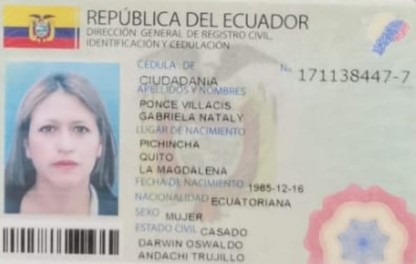 REPÚBLICA DEL ECUADOR
DIRECCIÓN GENERAL DE REGISTRO CIVIL,
IDENTIFICACIÓN Y CEDULACIÓN
CÉDULA DE
No. 171138447-7
CIUDADANÍA
APELLIDOS Y NOMBRES
PONCE VILLACIS
GABRIELA NATALY
LUGAR DE NACIMIENTO
PICHINCHA
QUITO
LA MAGDALENA
FECHA DE NACIMIENTO 1985-12-16
NACIONALIDAD ECUATORIANA
SEXO MUJER
ESTADO CIVIL CASADO
DARWIN OSWALDO
ANDACHI TRUJILLO